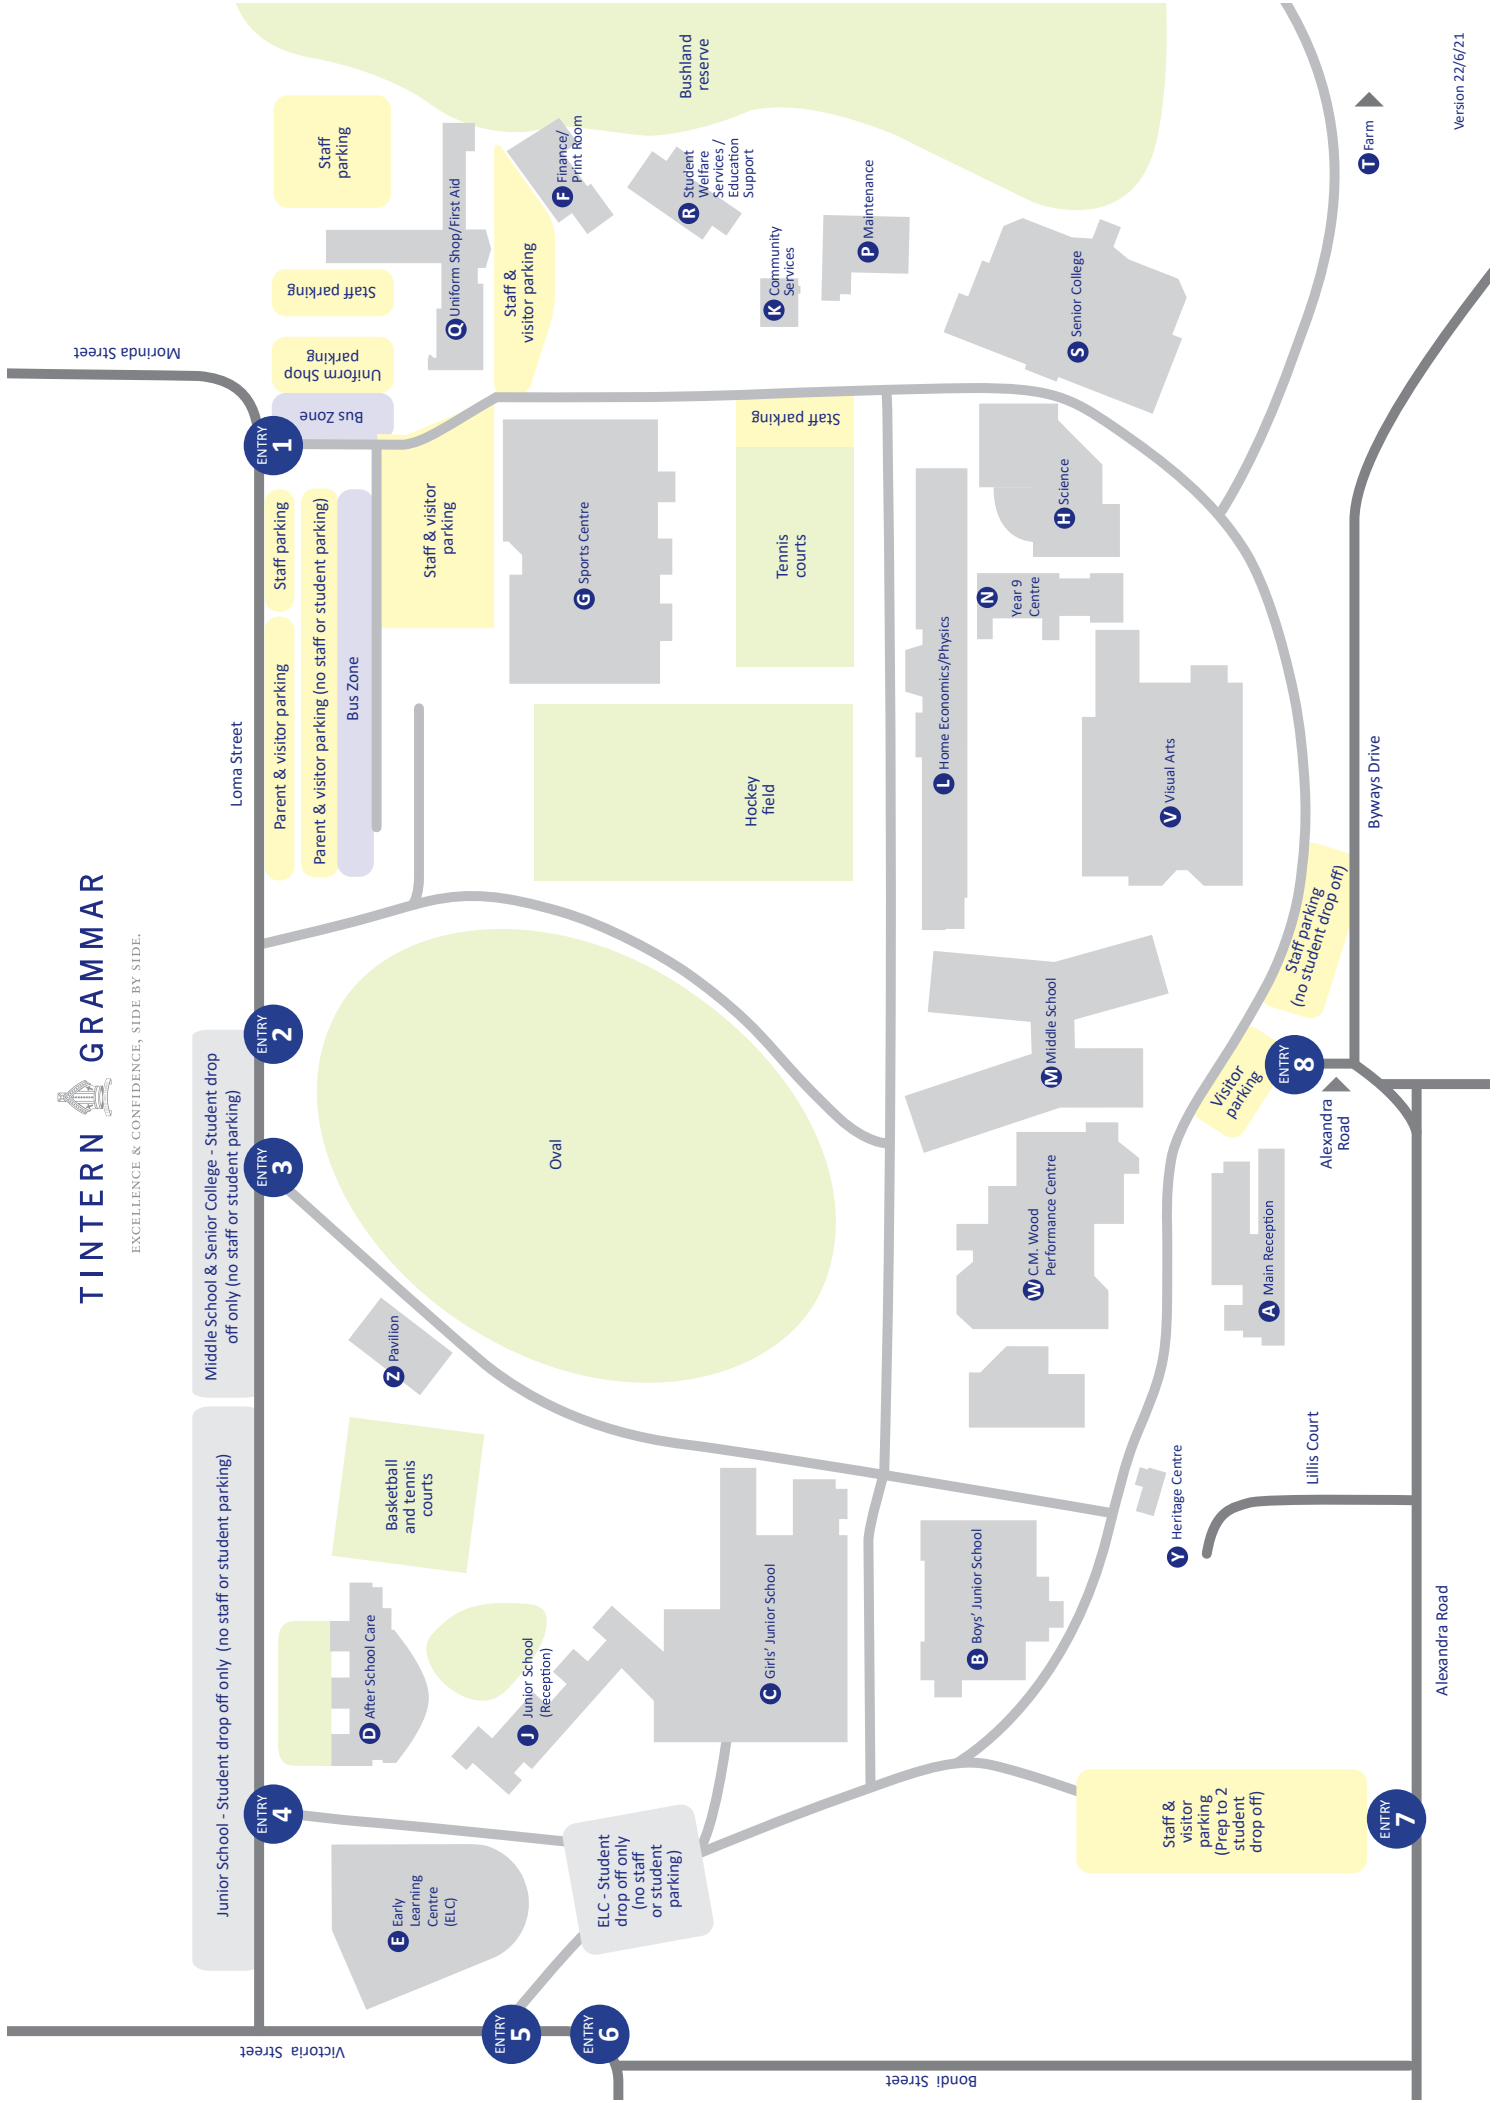 TINTERN GRAMMAR
EXCELLENCE & CONFIDENCE, SIDE BY SIDE.
Junior School - Student drop off only (no staff or student parking)
Middle School & Senior College - Student drop
off only (no staff or student parking)
Loma Street
Morinda Street
Victoria Street
ENTRY
4
ENTRY
3
ENTRY
2
ENTRY
1
Parent & visitor parking
Staff parking
Parent & visitor parking (no staff or student parking)
Bus Zone
Bus Zone
Uniform Shop
parking
Staff parking
Staff
parking
E Early
Learning
Centre
(ELC)
D After School Care
Basketball
and tennis
courts
Z Pavilion
Staff & visitor
parking
Q Uniform Shop/First Aid
ENTRY
5
ENTRY
6
J Junior School
(Reception)
Oval
G Sports Centre
Staff &
visitor parking
F Finance/
Print Room
ELC - Student
drop off only
(no staff
or student
parking)
Bushland
reserve
R Student
Welfare
Services /
Education
Support
C Girls' Junior School
Hockey
field
Tennis
courts
Staff parking
K Community
Services
P Maintenance
Bondi Street
B Boys' Junior School
L Home Economics/Physics
N Year 9
Centre
W C.M. Wood
Performance Centre
M Middle School
H Science
S Senior College
Y Heritage Centre
V Visual Arts
Staff &
visitor
parking
(Prep to 2
student
drop off)
A Main Reception
Visitor
parking
Staff parking
(no student drop off)
Lillis Court
Alexandra
Road
ENTRY
8
Byways Drive
T Farm
ENTRY
7
Alexandra Road
Version 22/6/21